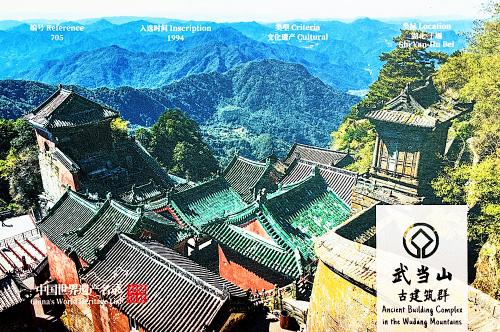 编号 Reference
705
入选时间 Inscription
1994
类型 Criteria
文化遗产 Cultural
类属 Location
湖北十堰
Shi Yan, Hu Bei
中国世界遗产名录
China's World Heritage List
武当山
古建筑群
Ancient Building Complex
in the Wudang Mountains